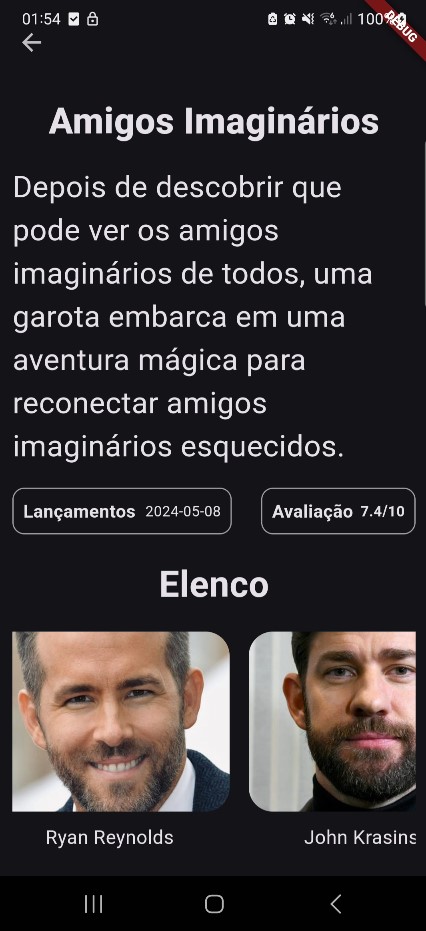 01:54 100%
DEBUG
Amigos Imaginários
Depois de descobrir que
pode ver os amigos
imaginários de todos, uma
garota embarca em uma
aventura mágica para
reconectar amigos
imaginários esquecidos.
Lançamentos 2024-05-08 Avaliação 7.4/10
Elenco
Ryan Reynolds John Krasins